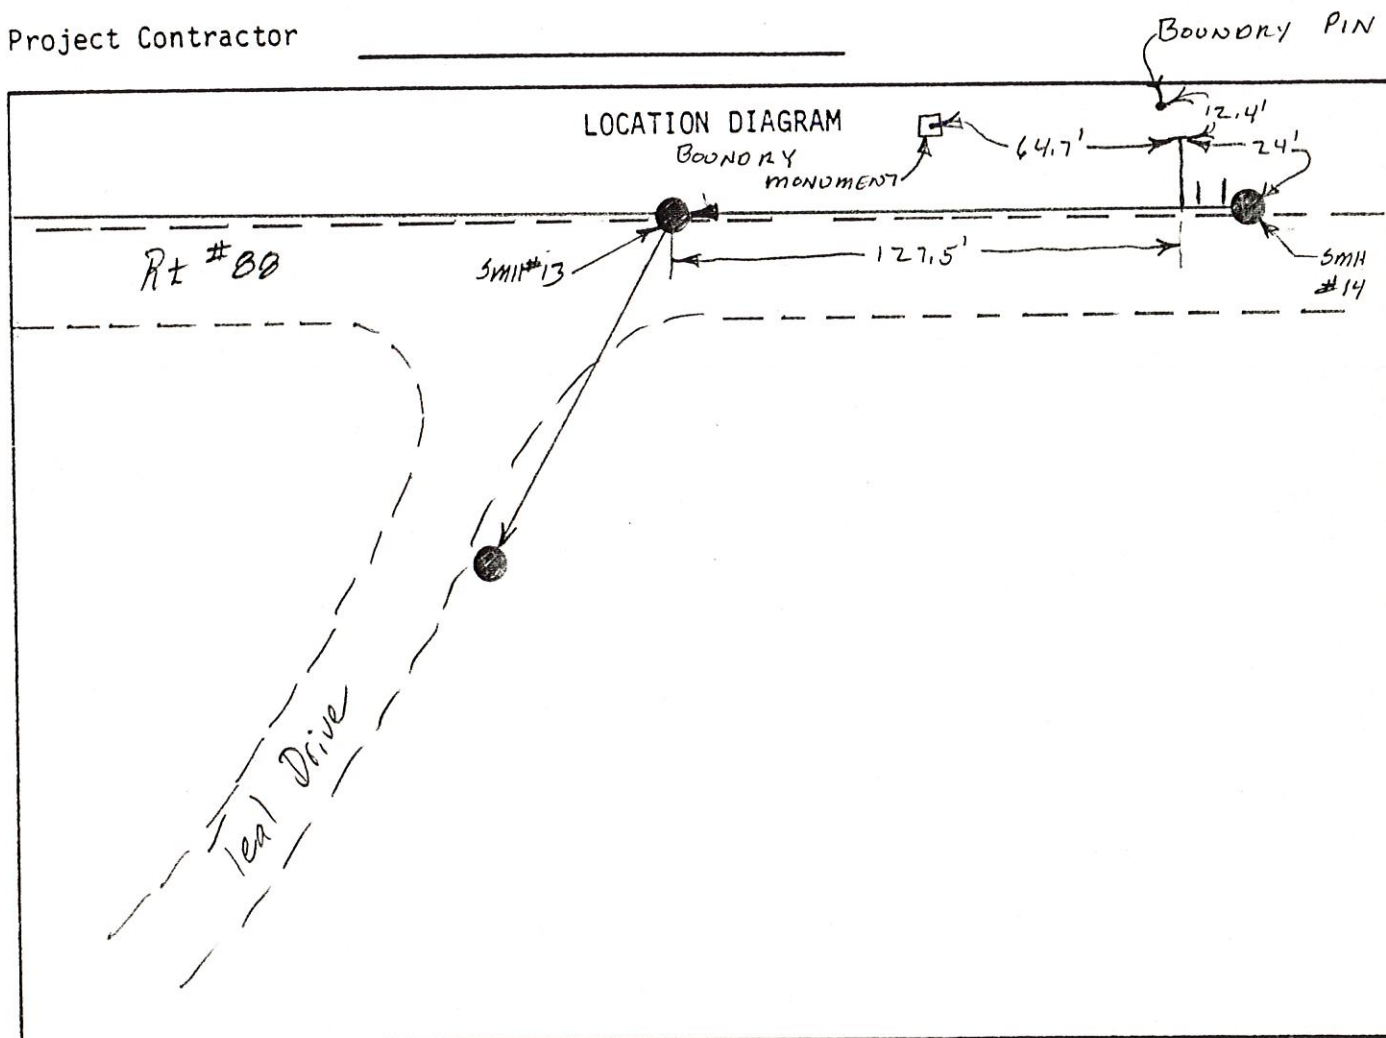 Project Contractor
BOUNDRY PIN
LOCATION DIAGRAM
12.4'
BOUNDRY
MONUMENT
64.7'
24'
Rt #88
SMH#13
127.5'
SMH
#14
Teal Drive